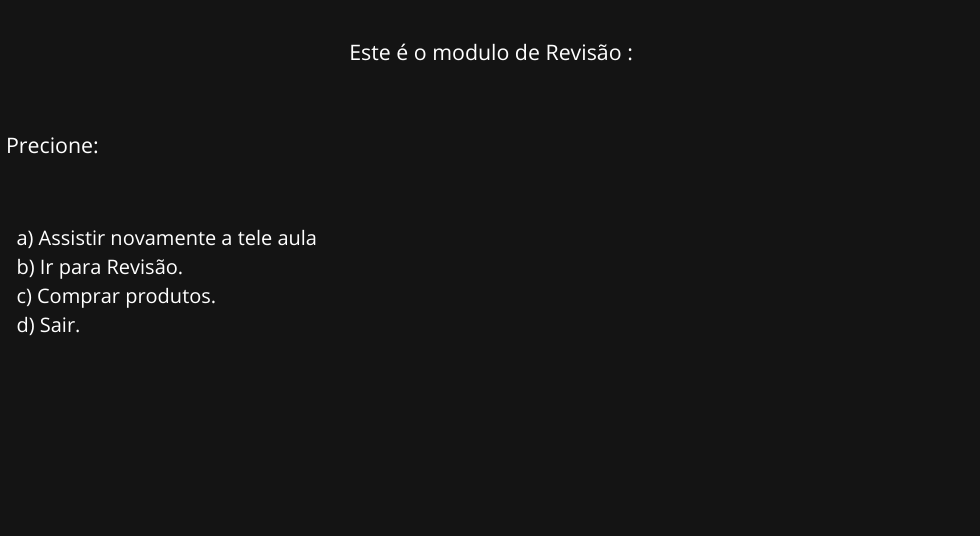 Este é o modulo de Revisão :
Precione:
a) Assistir novamente a tele aula
b) Ir para Revisão.
c) Comprar produtos.
d) Sair.